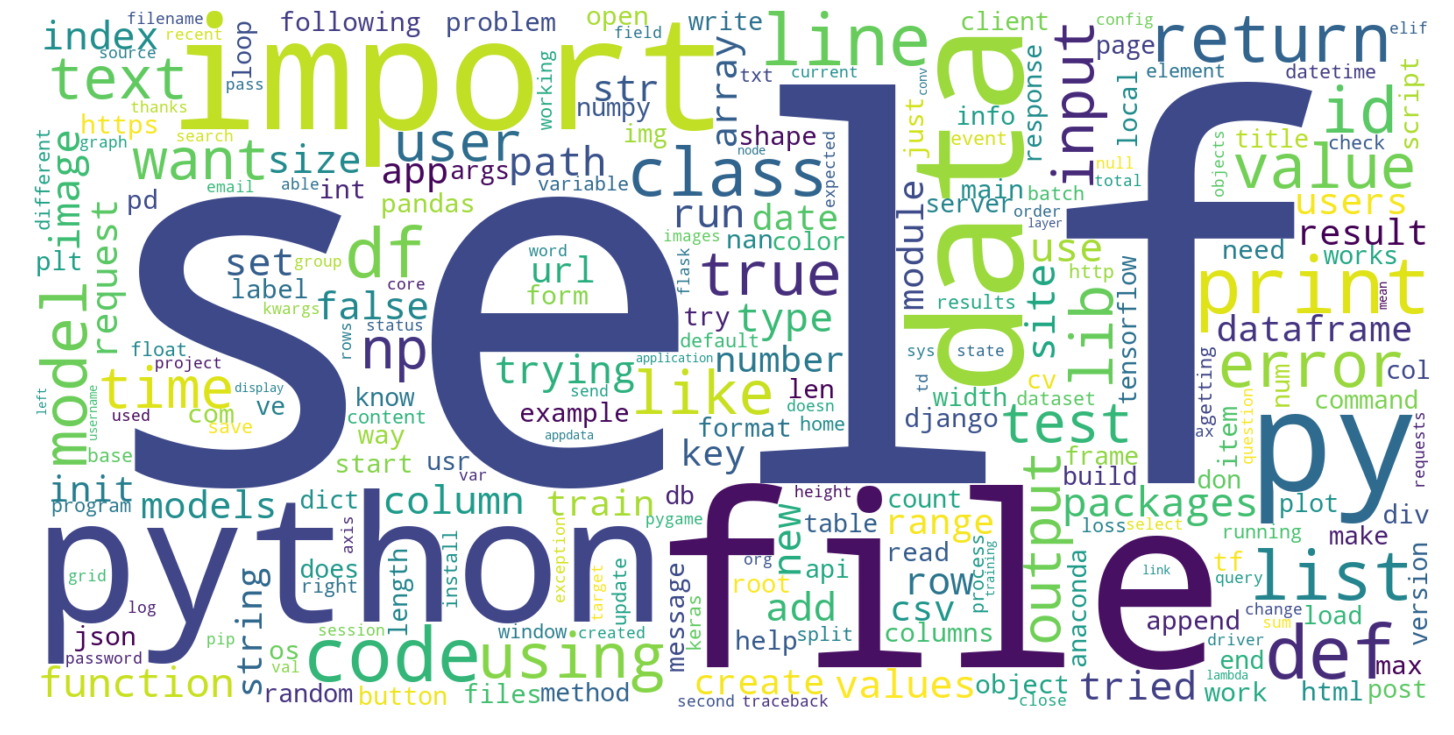 filename
recent
source
index
text
thanks
https
graph
different
image
search
pass
loop
import
following
problem
open
field
write
working
str
numpy
img
array
txt
line
current
conv
just
data
client
info
event
response
input
config
page
local
return
elif
element
datetime
id
script
null
total
objects
title
check
value
want
size
user
app
args
path
variable
shape
class
expected
node
email
able
int
pd
pandas
run
date
images
nan
color
module
main
server
order
batch
layer
use
users
result
need
works
plt
request
model
set
group
df
label
core
kwargs
false
word
url
form
flask
true
try
type
default
results
site
http
lib
tensorflow
print
mean
dataframe
float
project
rows
status
np
self
trying
application
number
sys
state
td
error
col
left
username
time
used
com
save
display
ve
know
content
way
send
example
appdata
like
len
doesn
format
home
django
width
cv
dataset
test
ax
getting
num
command
item
question
py
requests
base
start
usr
var
key
frame
build
don
init
program
models
dict
column
train
db
pygame
height
count
table
range
new
output
packages
loss
select
plot
running
div
make
python
grid
log
axis
does
right
length
install
exception
target
update
file
org
root
api
read
row
process
training
link
tf
query
list
version
json
password
pip
string
session
val
os
window
created
code
using
message
keras
add
help
split
csv
columns
anaconda
append
change
sum
load
driver
end
lambda
def
max
function
random
button
files
method
create
second
traceback
values
object
close
tried
work
html
post